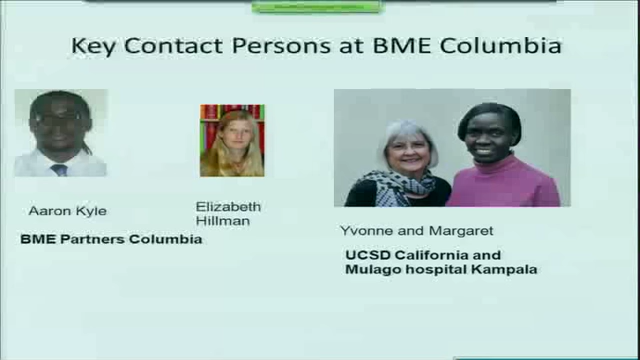 Key Contact Persons at BME Columbia
Aaron Kyle
Elizabeth
Hillman
BME Partners Columbia
Yvonne and Margaret
UCSD California and
Mulago hospital Kampala